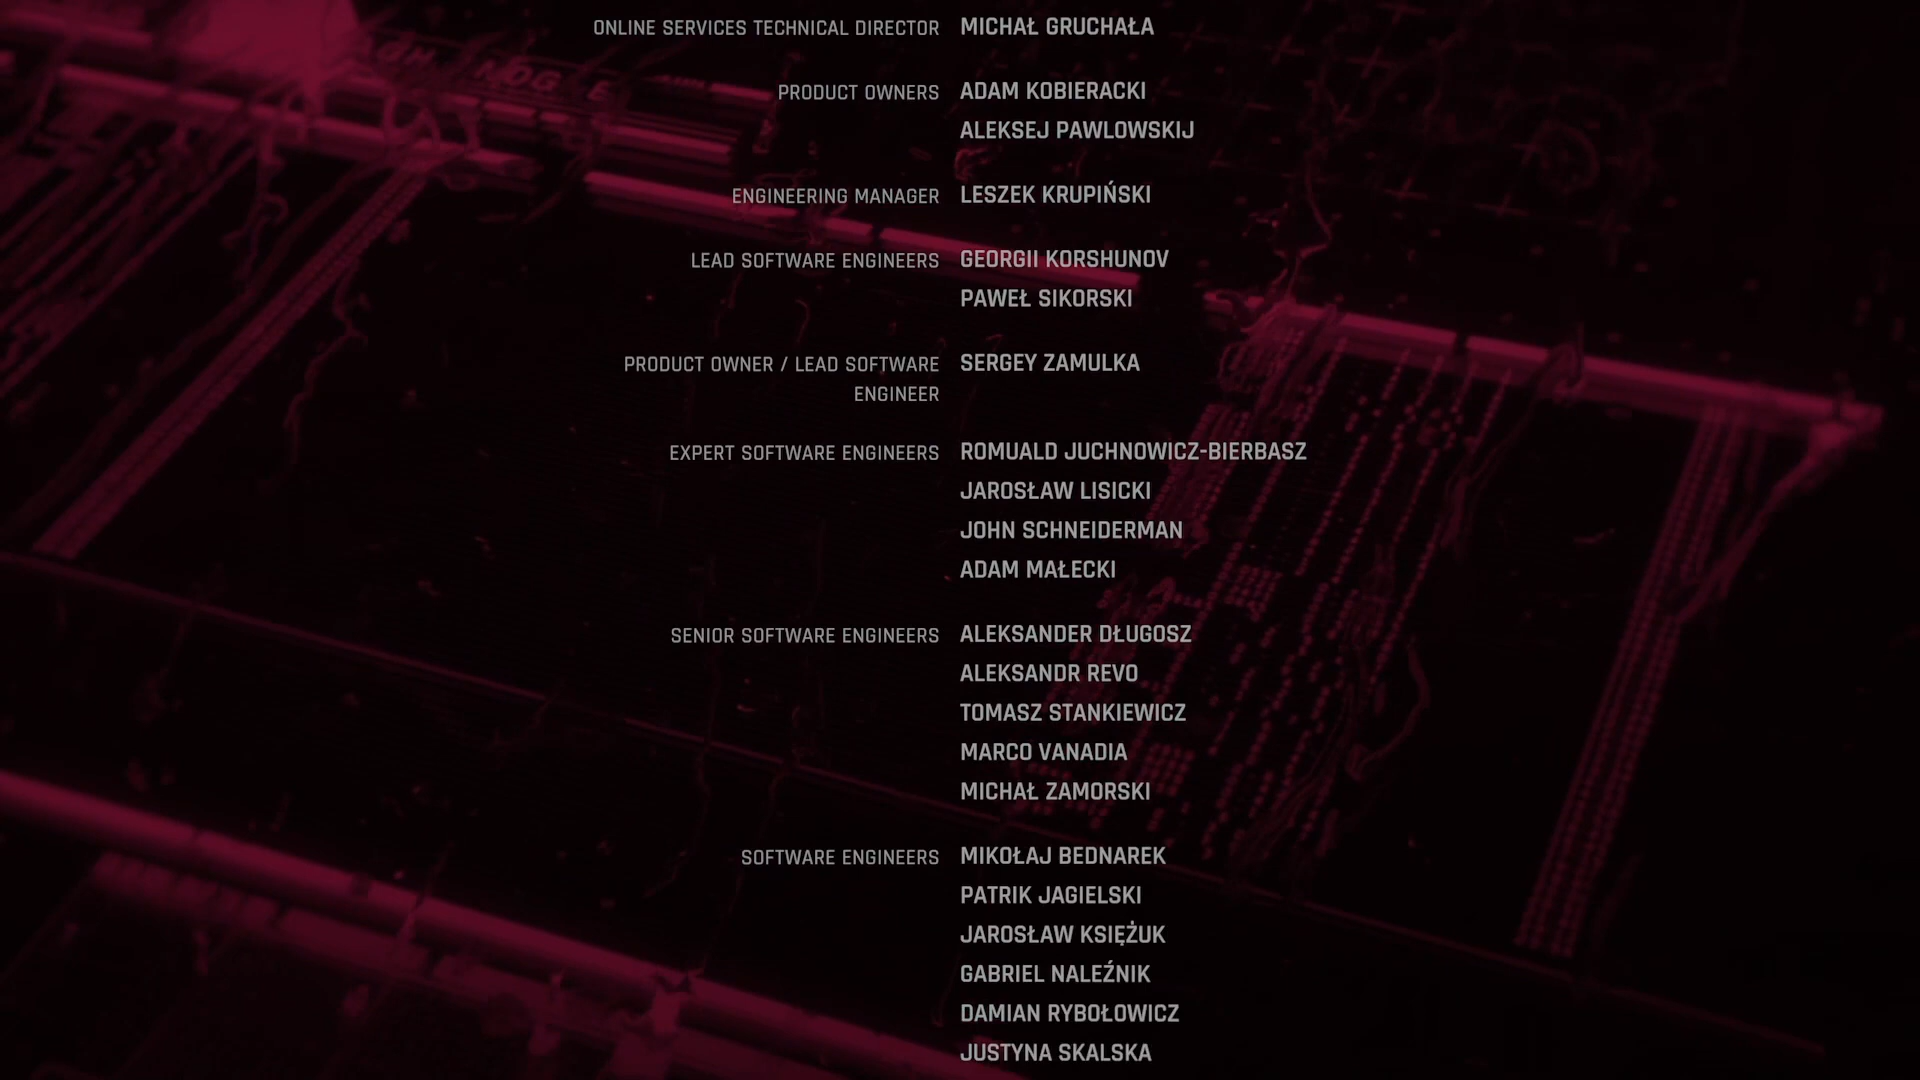 ONLINE SERVICES TECHNICAL DIRECTOR MICHAŁ GRUCHAŁA
PRODUCT OWNERS ADAM KOBIERACKI
ALEKSEJ PAWLOWSKIJ
ENGINEERING MANAGER LESZEK KRUPIŃSKI
LEAD SOFTWARE ENGINEERS GEORGII KORSHUNOV
PAWEŁ SIKORSKI
PRODUCT OWNER / LEAD SOFTWARE SERGEY ZAMULKA
ENGINEER
EXPERT SOFTWARE ENGINEERS ROMUALD JUCHNOWICZ-BIERBASZ
JAROSŁAW LISICKI
JOHN SCHNEIDERMAN
ADAM MAŁECKI
SENIOR SOFTWARE ENGINEERS ALEKSANDER DŁUGOSZ
ALEKSANDR REVO
TOMASZ STANKIEWICZ
MARCO VANADIA
MICHAŁ ZAMORSKI
SOFTWARE ENGINEERS MIKOŁAJ BEDNAREK
PATRIK JAGIELSKI
JAROSŁAW KSIĘŻUK
GABRIEL NALEŹNIK
DAMIAN RYBOŁOWICZ
JUSTYNA SKALSKA